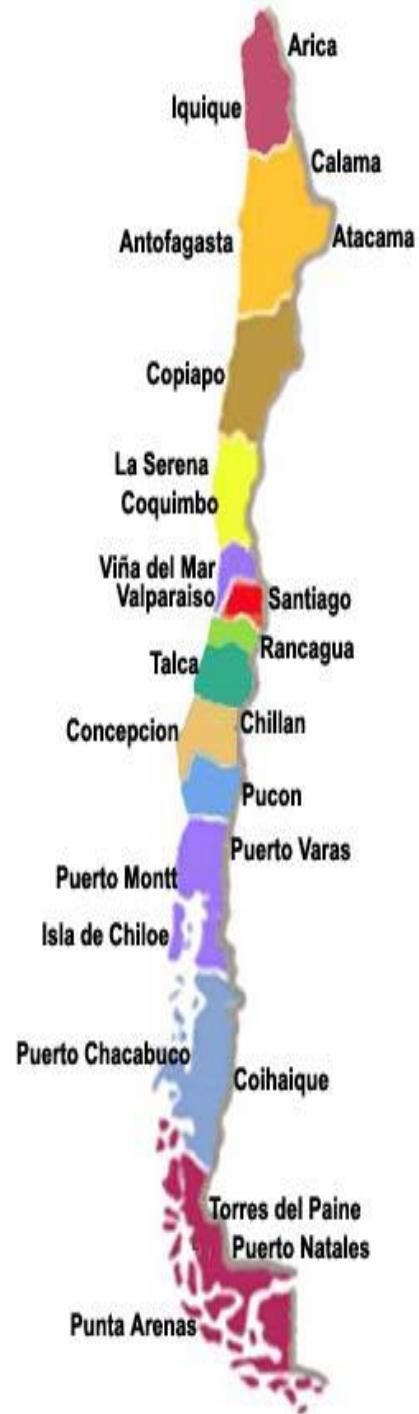 Arica
Iquique
Calama
Antofagasta
Atacama
Copiapo
La Serena
Coquimbo
Viña del Mar
Valparaiso
Santiago
Rancagua
Talca
Chillan
Concepcion
Pucon
Puerto Varas
Puerto Montt
Isla de Chiloe
Puerto Chacabuco
Coihaique
Torres del Paine
Puerto Natales
Punta Arenas